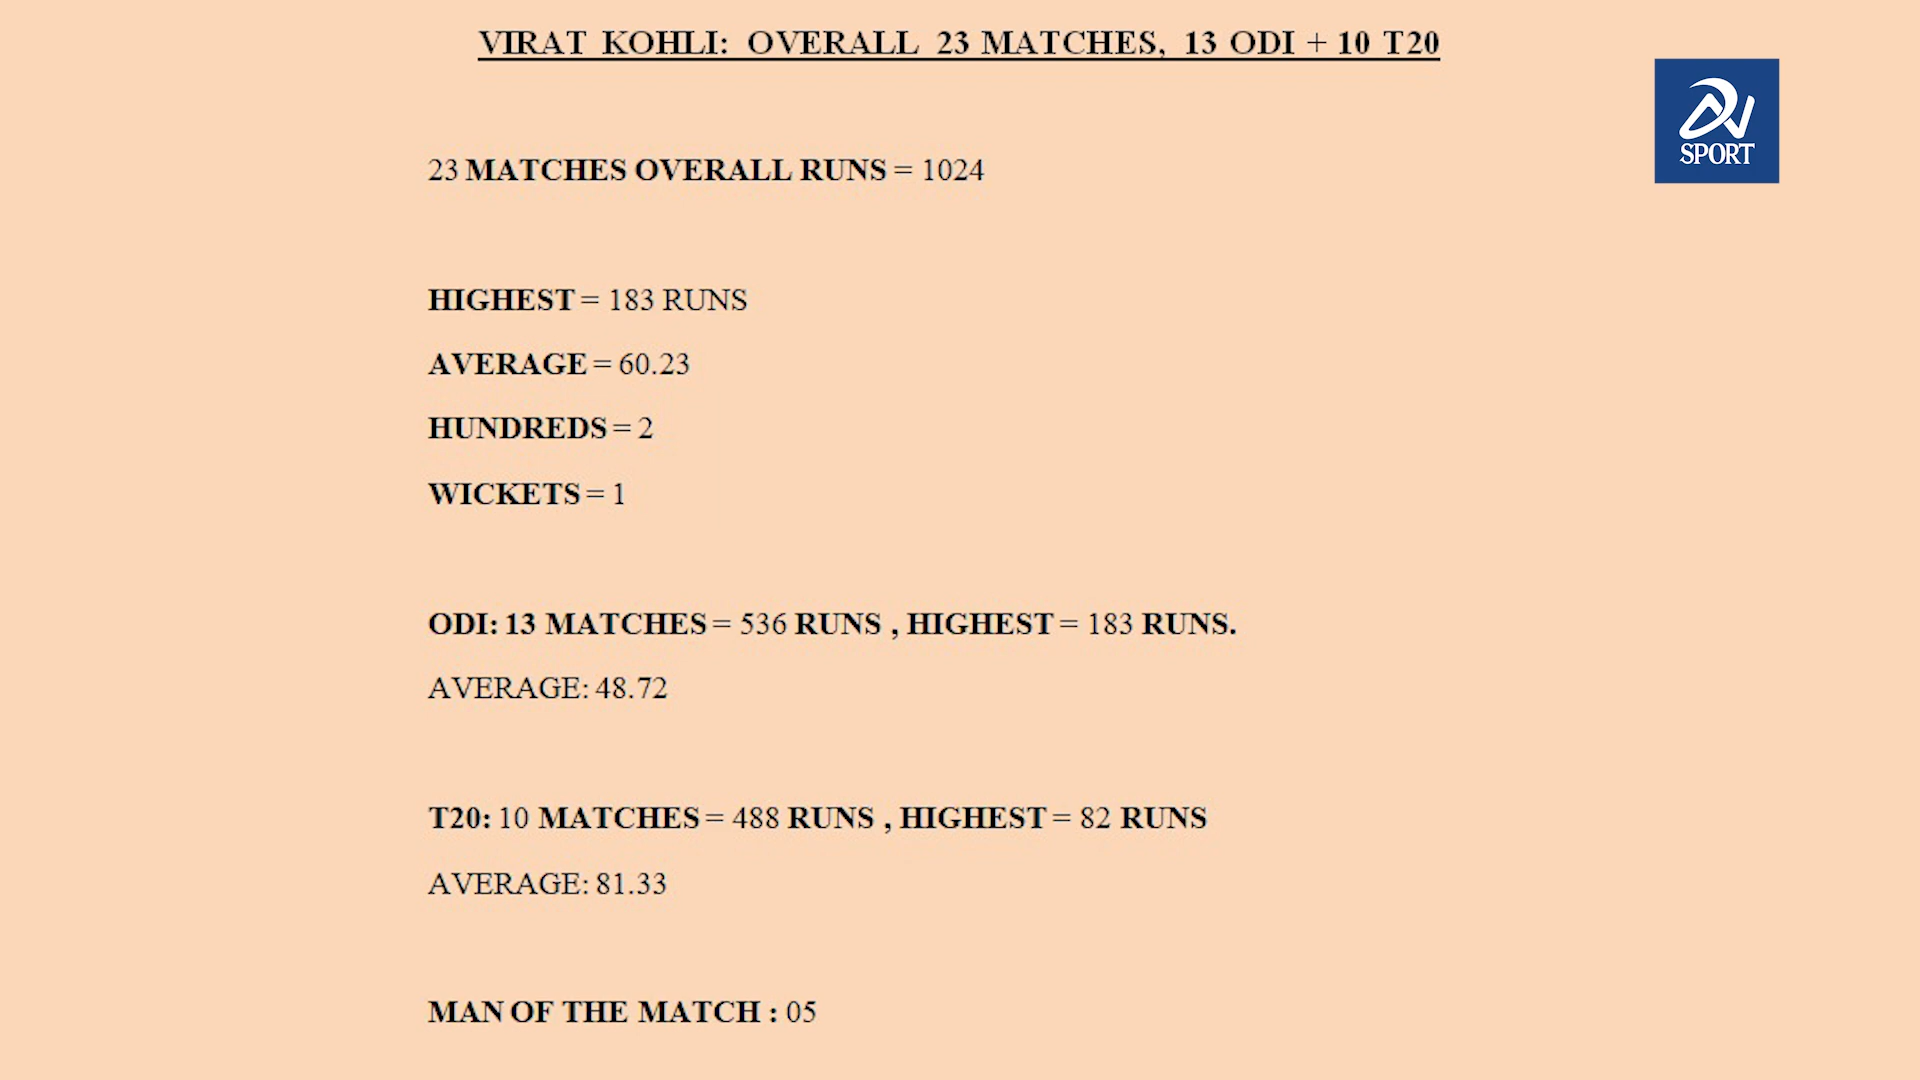 VIRAT KOHLI: OVERALL 23 MATCHES, 13 ODI + 10 T20
SPORT
23 MATCHES OVERALL RUNS = 1024
HIGHEST = 183 RUNS
AVERAGE = 60.23
HUNDREDS = 2
WICKETS = 1
ODI: 13 MATCHES = 536 RUNS , HIGHEST = 183 RUNS.
AVERAGE: 48.72
T20: 10 MATCHES = 488 RUNS , HIGHEST = 82 RUNS
AVERAGE: 81.33
MAN OF THE MATCH : 05